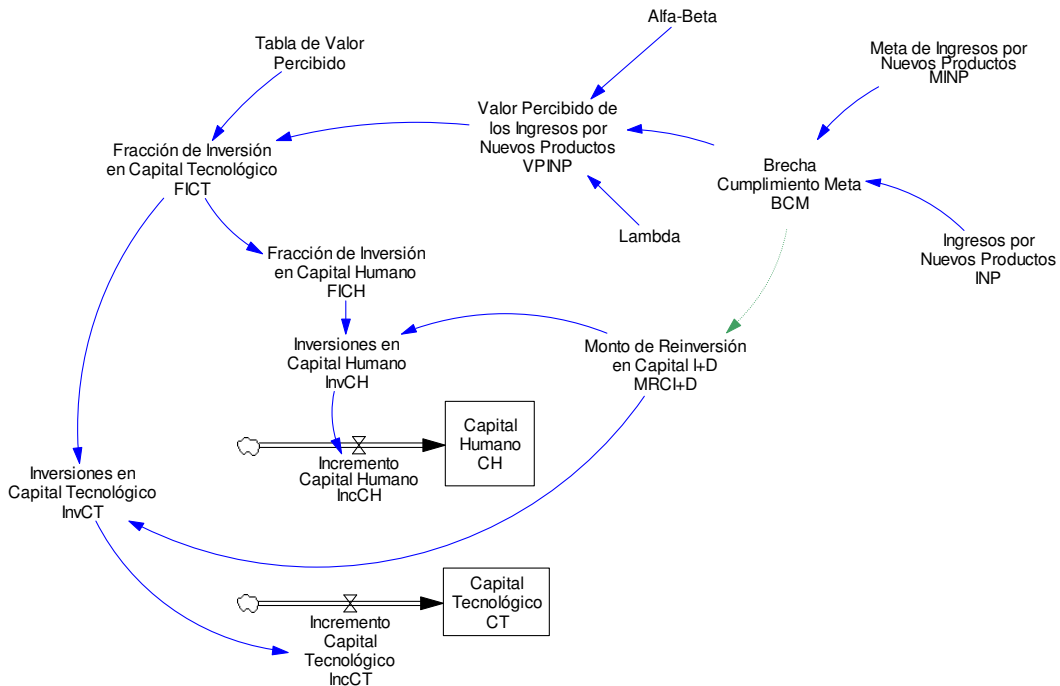 Alfa-Beta
Tabla de Valor
Percibido
Meta de Ingresos por
Nuevos Productos
MINP
Valor Percibido de
los Ingresos por
Nuevos Productos
VPINP
Fracción de Inversión
en Capital Tecnológico
FICT
Brecha
Cumplimiento Meta
BCM
Lambda
Ingresos por
Nuevos Productos
INP
Fracción de Inversión
en Capital Humano
FICH
Inversiones en
Capital Humano
InvCH
Monto de Reinversión
en Capital I+D
MRCI+D
Capital
Humano
CH
Incremento
Capital Humano
IncCH
Inversiones en
Capital Tecnológico
InvCT
Capital
Tecnológico
CT
Incremento
Capital
Tecnológico
IncCT